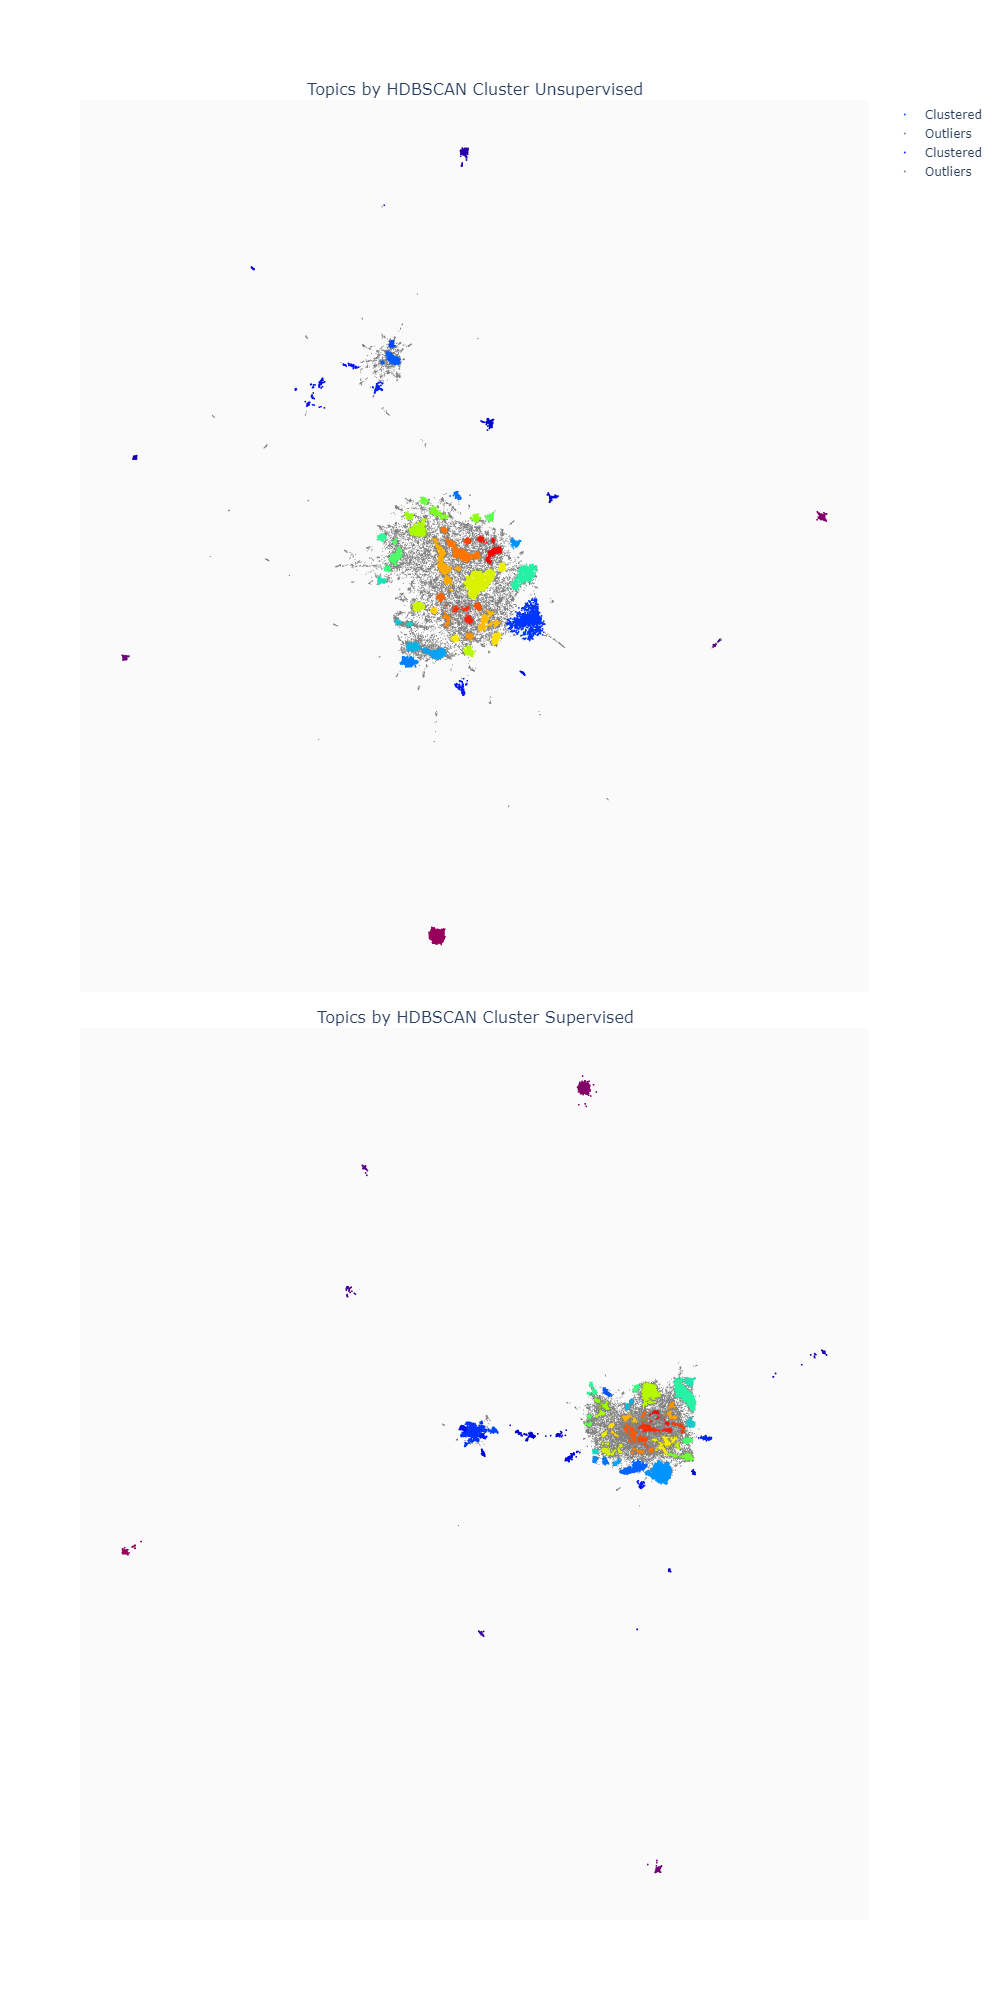 Topics by HDBSCAN Cluster Unsupervised
Clustered
Outliers
Clustered
Outliers
Topics by HDBSCAN Cluster Supervised